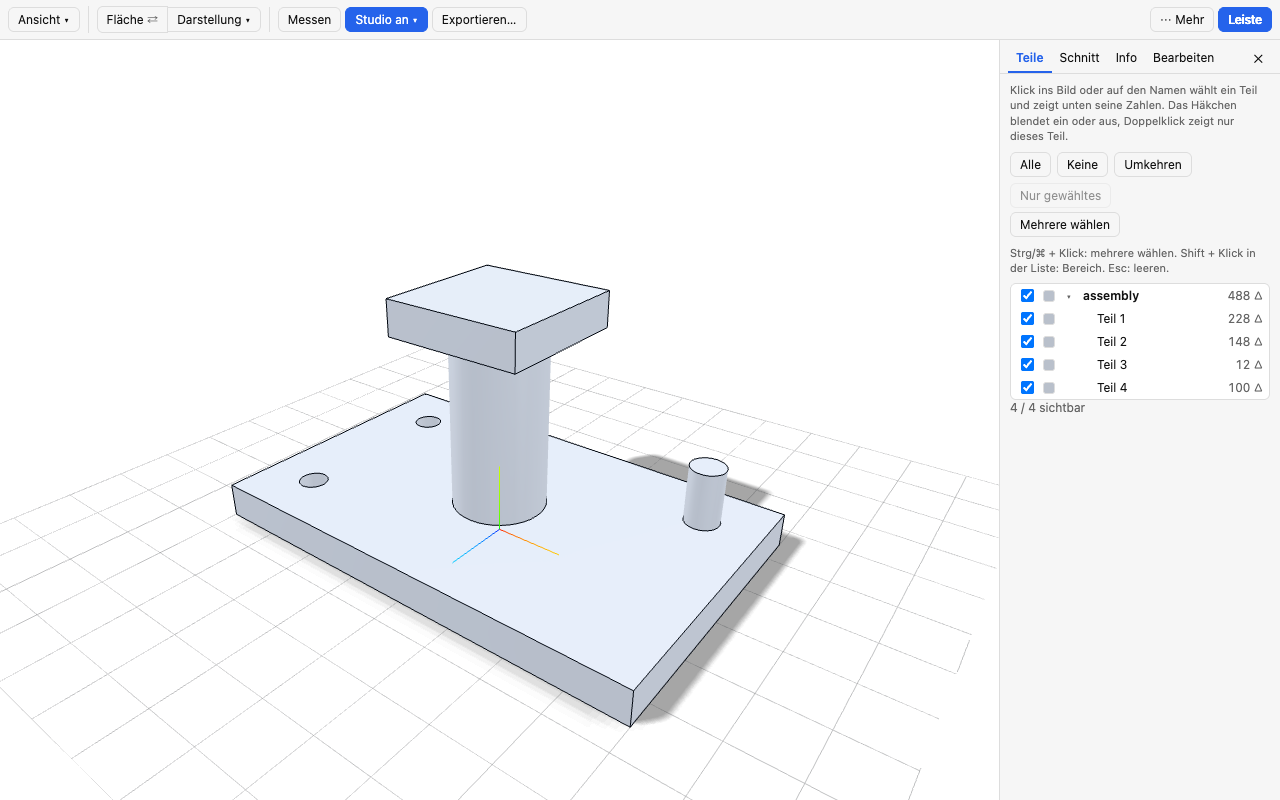 Ansicht ▾
Fläche ⇄
Darstellung ▾
Messen
Studio an ▾
Exportieren…
··· Mehr
Leiste
Teile
Schnitt
Info
Bearbeiten
×
Klick ins Bild oder auf den Namen wählt ein Teil
und zeigt unten seine Zahlen. Das Häkchen
blendet ein oder aus, Doppelklick zeigt nur
dieses Teil.
Alle
Keine
Umkehren
Nur gewähltes
Mehrere wählen
Strg/⌘ + Klick: mehrere wählen. Shift + Klick in
der Liste: Bereich. Esc: leeren.
▾ assembly 488 Δ
Teil 1 228 Δ
Teil 2 148 Δ
Teil 3 12 Δ
Teil 4 100 Δ
4 / 4 sichtbar